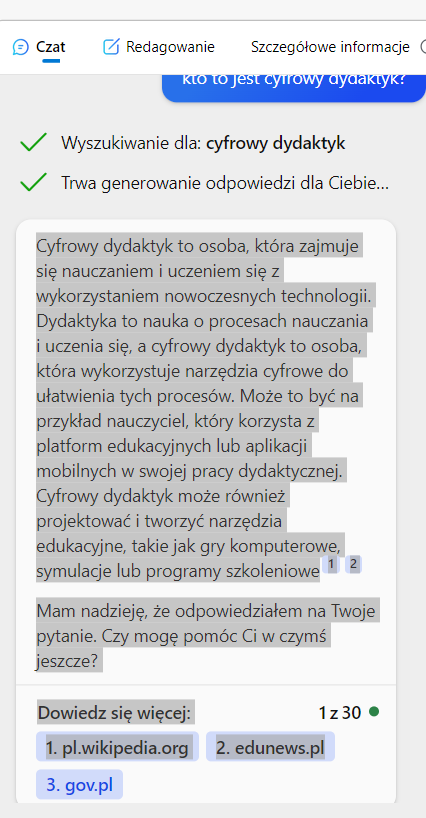 Czat
Redagowanie
Szczegółowe informacje
kto to jest cyfrowy dydaktyk?
Wyszukiwanie dla: cyfrowy dydaktyk
Trwa generowanie odpowiedzi dla Ciebie...
Cyfrowy dydaktyk to osoba, która zajmuje
się nauczaniem i uczeniem się z
wykorzystaniem nowoczesnych technologii.
Dydaktyka to nauka o procesach nauczania
i uczenia się, a cyfrowy dydaktyk to osoba,
która wykorzystuje narzędzia cyfrowe do
ułatwienia tych procesów. Może to być na
przykład nauczyciel, który korzysta z
platform edukacyjnych lub aplikacji
mobilnych w swojej pracy dydaktycznej.
Cyfrowy dydaktyk może również
projektować i tworzyć narzędzia
edukacyjne, takie jak gry komputerowe,
symulacje lub programy szkoleniowe 1 2
Mam nadzieję, że odpowiedziałem na Twoje
pytanie. Czy mogę pomóc Ci w czymś
jeszcze?
Dowiedz się więcej: 1 z 30
1. pl.wikipedia.org 2. edunews.pl
3. gov.pl